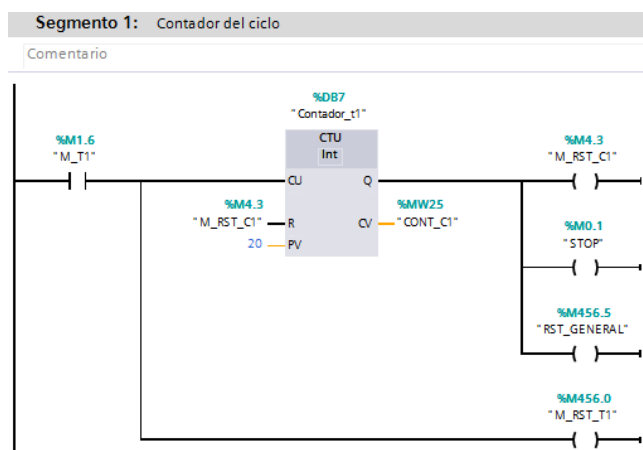 Segmento 1: Contador del ciclo
Comentario
%DB7
"Contador_t1"
%M1.6
"M_T1"
CTU
Int
%M4.3
"M_RST_C1"
CU
Q
%M4.3
"M_RST_C1"
R
%MW25
CV
"CONT_C1"
20
PV
%M0.1
"STOP"
%M456.5
"RST_GENERAL"
%M456.0
"M_RST_T1"